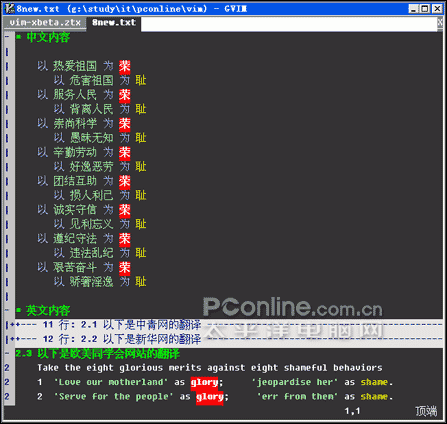 8new.txt (g:\study\it\pconline\vim) - GVIM
vim-xbeta.ztx 8new.txt X
- * 中文内容
以 热爱祖国 为 荣
以 危害祖国 为 耻
以 服务人民 为 荣
以 背离人民 为 耻
以 崇尚科学 为 荣
以 愚昧无知 为 耻
以 辛勤劳动 为 荣
以 好逸恶劳 为 耻
以 团结互助 为 荣
以 损人利己 为 耻
以 诚实守信 为 荣
以 见利忘义 为 耻
以 遵纪守法 为 荣
以 违法乱纪 为 耻
以 艰苦奋斗 为 荣
以 骄奢淫逸 为 耻
- * 英文内容
PConline.com.cn
太平洋电脑网
|+--- 11 行: 2.1 以下是中青网的翻译
|+--- 12 行: 2.2 以下是新华网的翻译
2.3 以下是欧美同学会网站的翻译
2 Take the eight glorious merits against eight shameful behaviors
2 1 'Love our motherland' as glory; 'jeopardise her' as shame.
2 2 'Serve for the people' as glory; 'err from them' as shame.
1,1 顶端